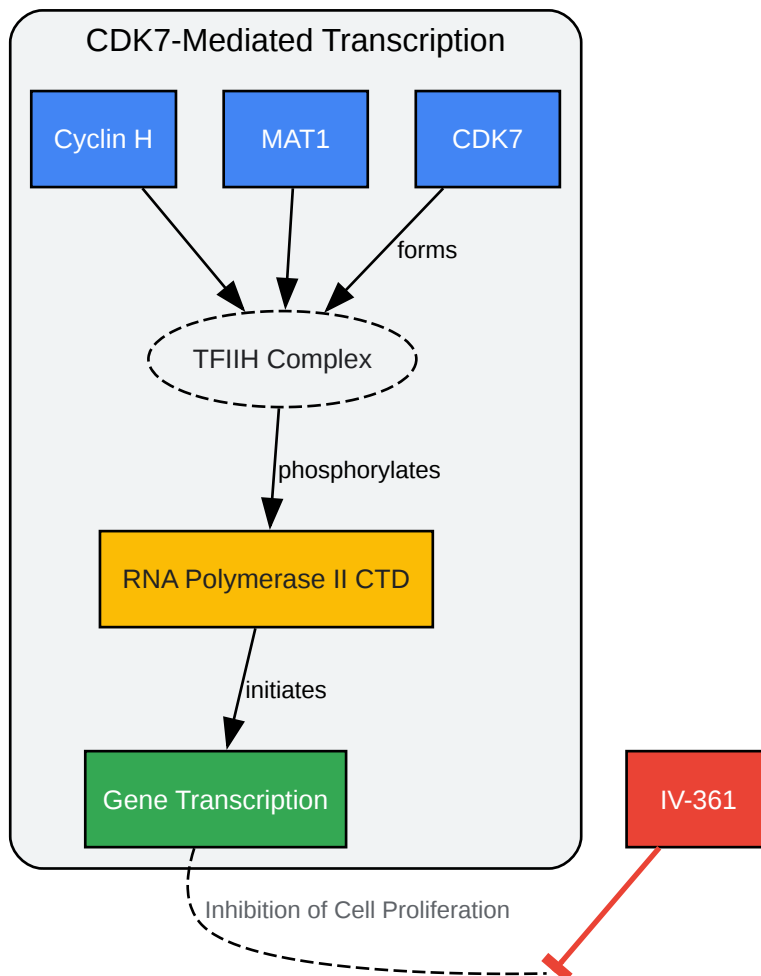 CDK7-Mediated Transcription
Cyclin H
MAT1
CDK7
forms
TFIIH Complex
phosphorylates
RNA Polymerase II CTD
initiates
Gene Transcription
IV-361
Inhibition of Cell Proliferation